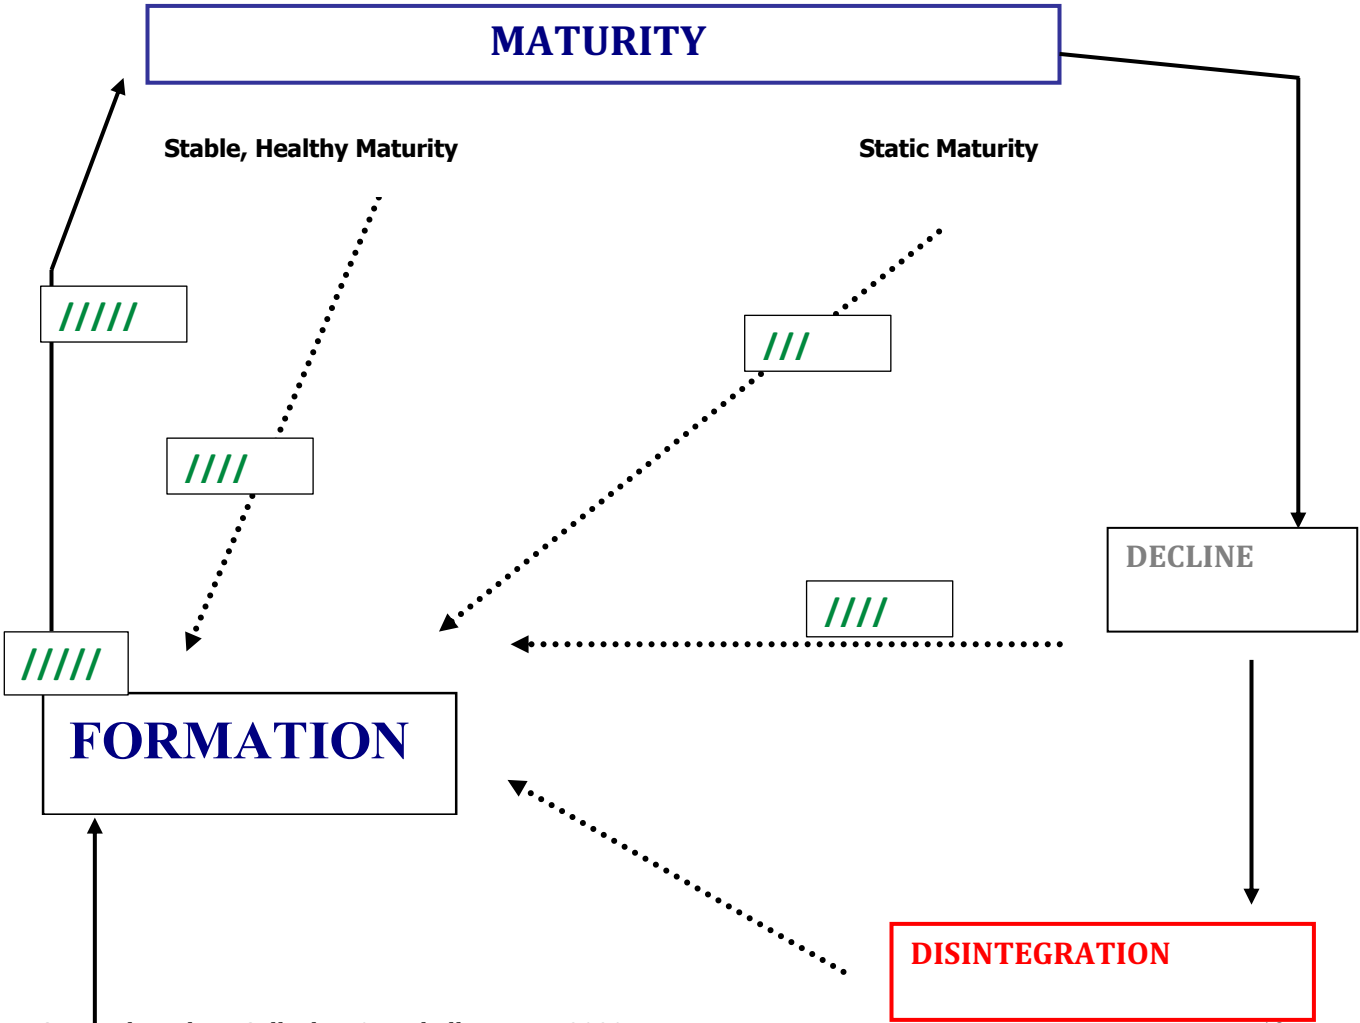 MATURITY
Stable, Healthy Maturity
Static Maturity
/////
///
////
DECLINE
////
/////
FORMATION
DISINTEGRATION